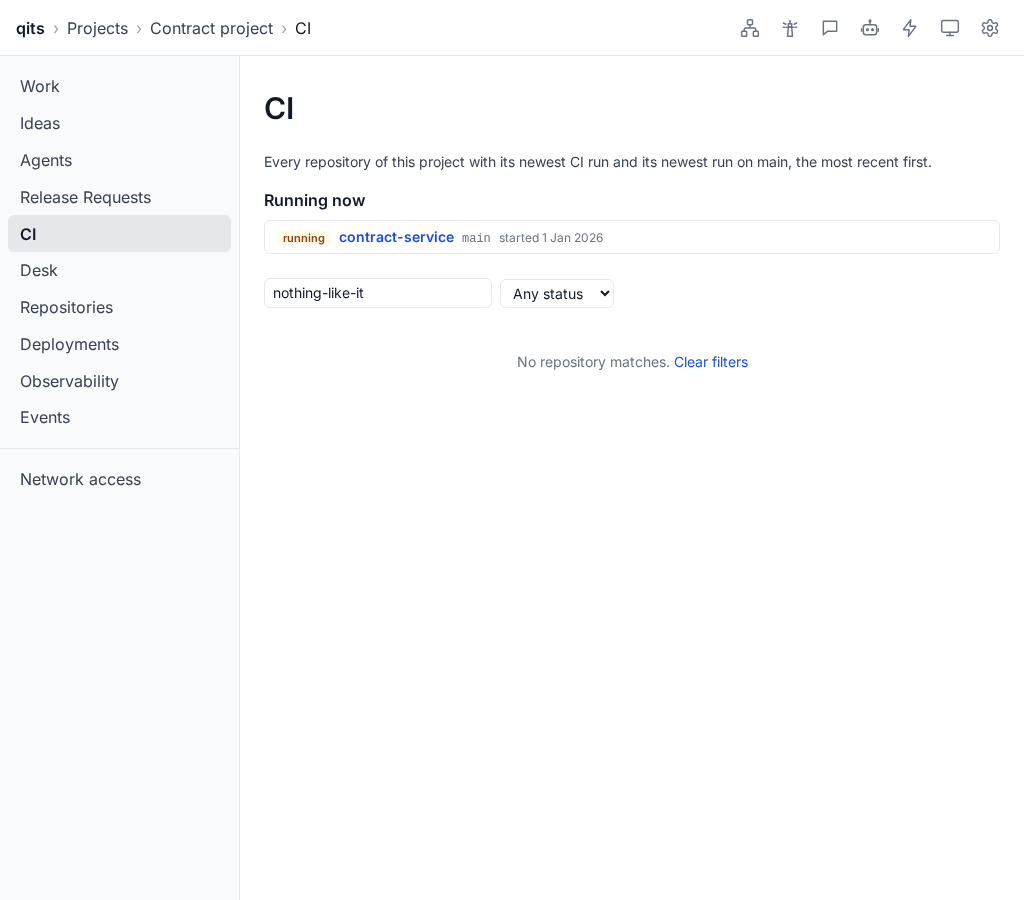 qits › Projects › Contract project › CI
Work
Ideas
Agents
Release Requests
CI
Desk
Repositories
Deployments
Observability
Events
Network access
CI
Every repository of this project with its newest CI run and its newest run on main, the most recent first.
Running now
running contract-service main started 1 Jan 2026
nothing-like-it Any status
No repository matches. Clear filters